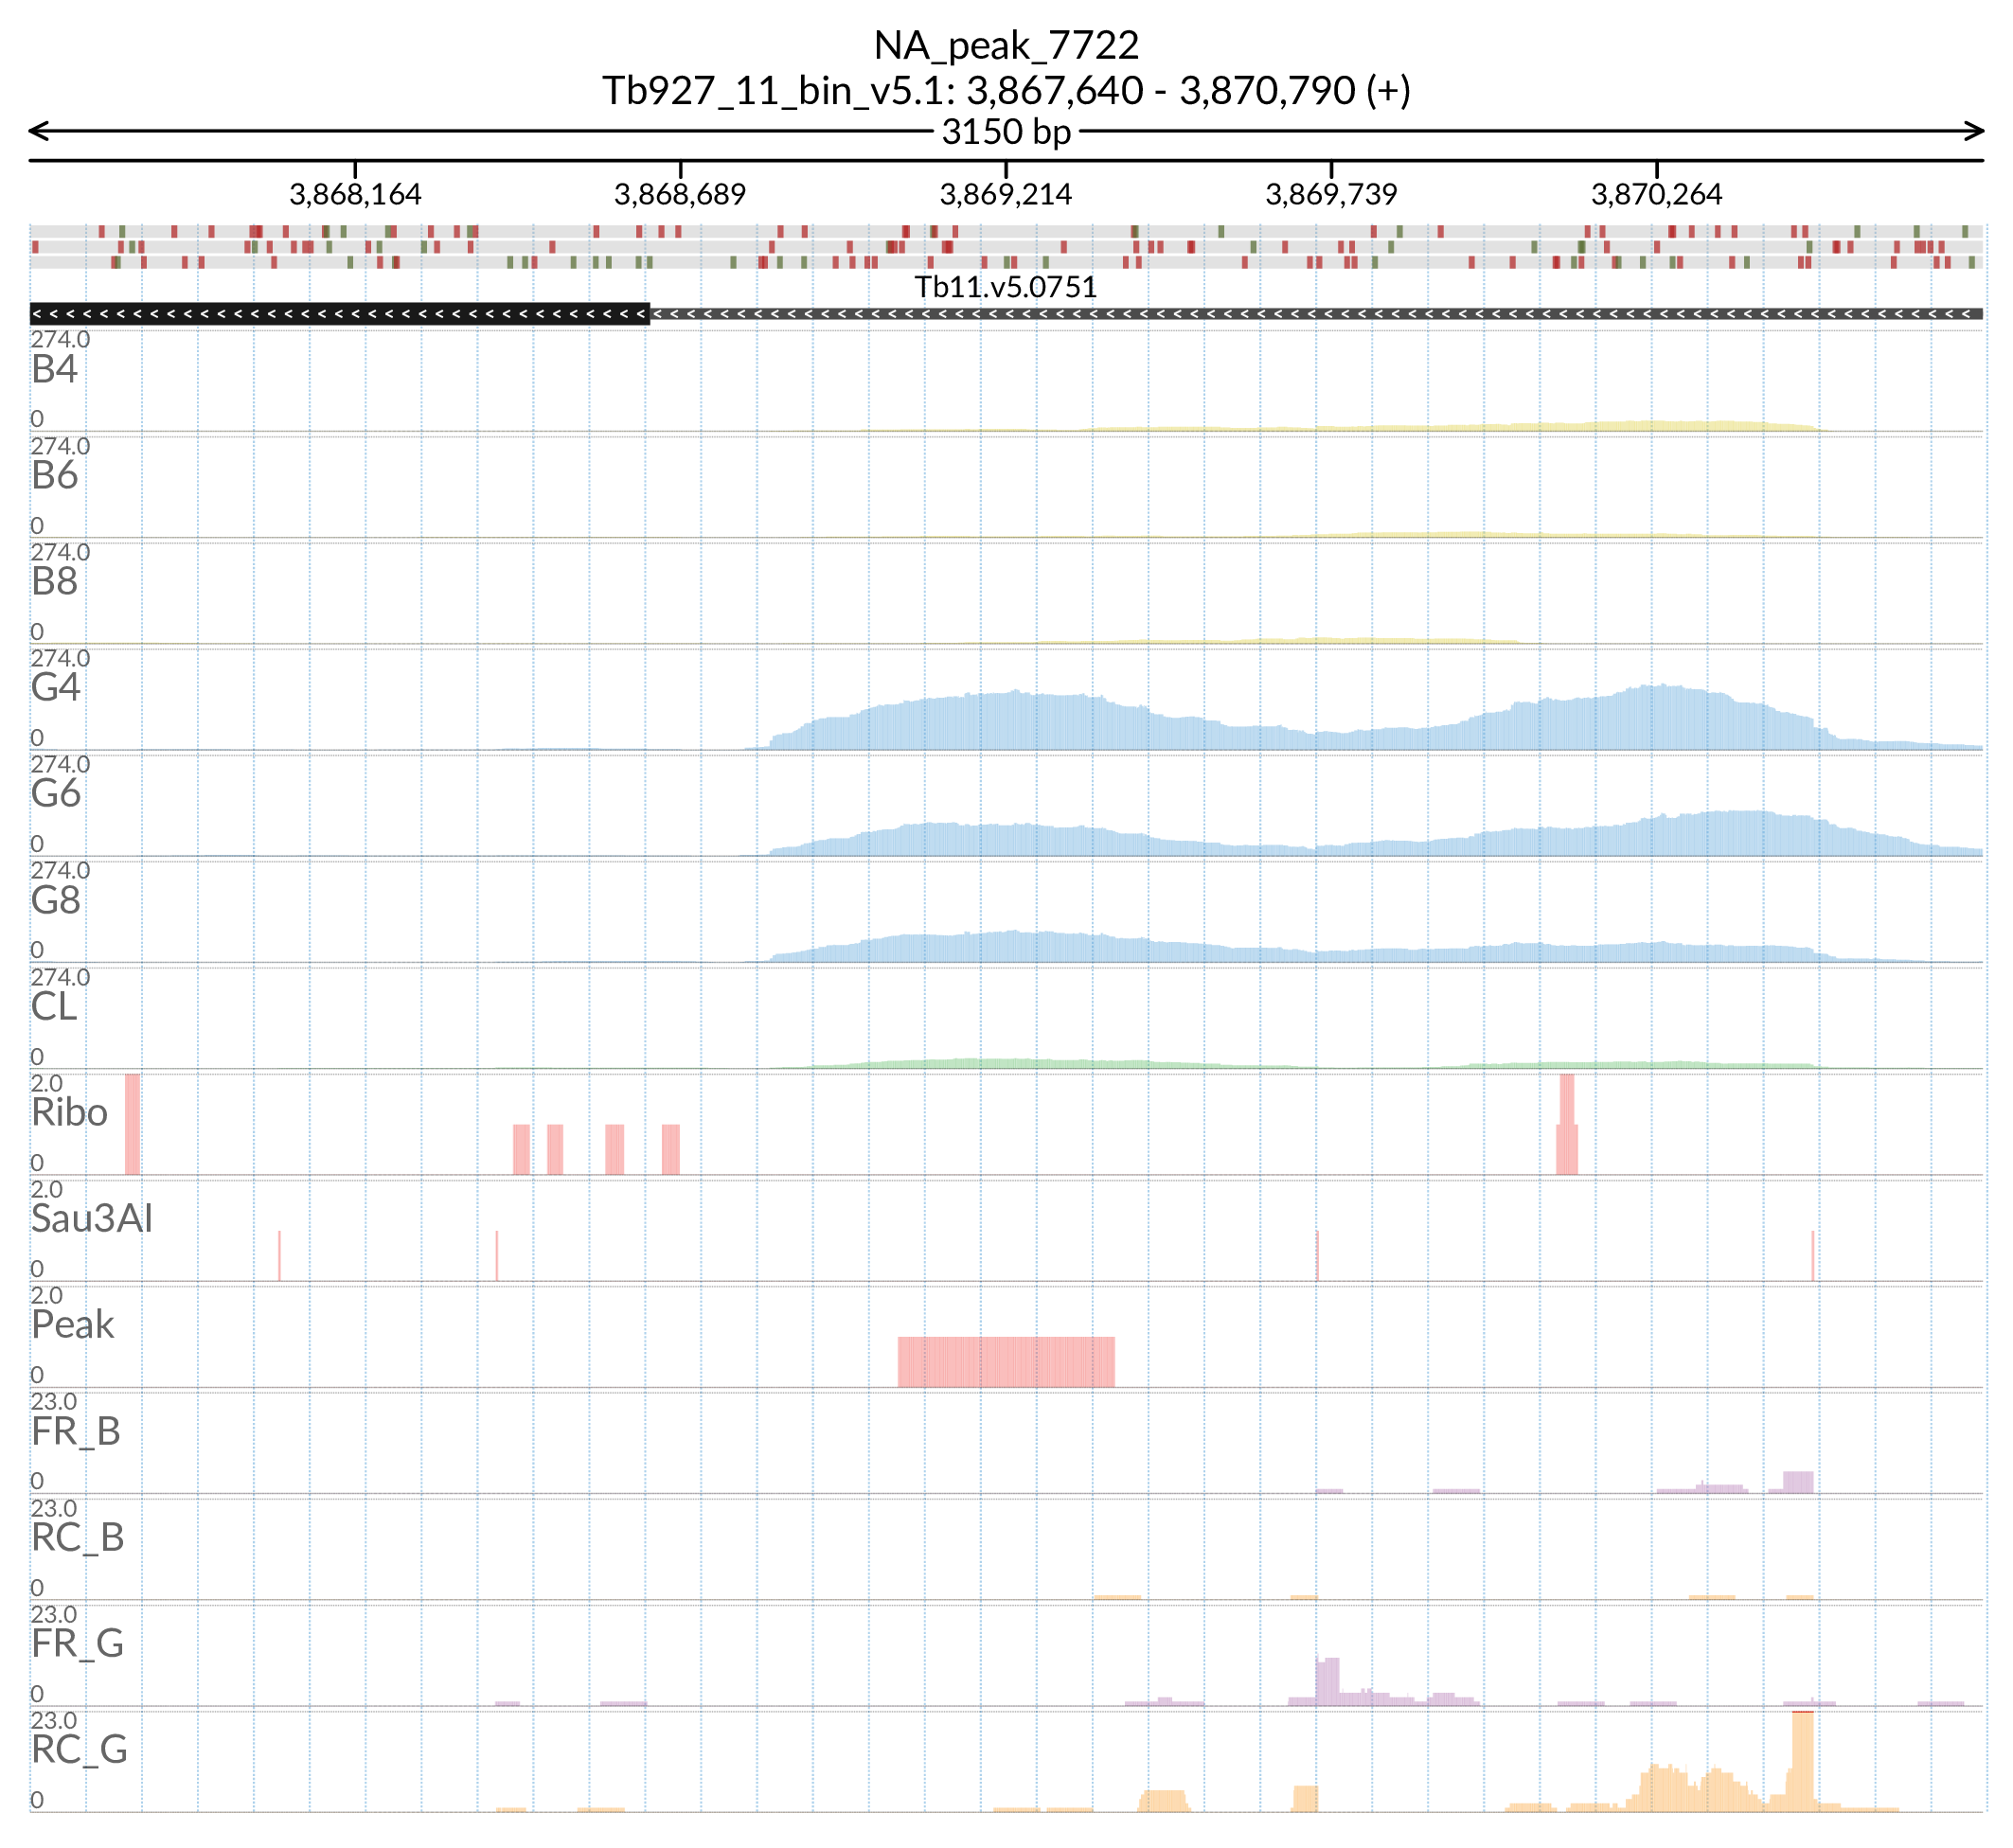 NA_peak_7722
Tb927_11_bin_v5.1: 3,867,640 - 3,870,790 (+)
3150 bp
3,868,164 3,868,689 3,869,214 3,869,739 3,870,264
Tb11.v5.0751
274.0
B4
0
274.0
B6
0
274.0
B8
0
274.0
G4
0
274.0
G6
0
274.0
G8
0
274.0
CL
0
2.0
Ribo
0
2.0
Sau3AI
0
2.0
Peak
0
23.0
FR_B
0
23.0
RC_B
0
23.0
FR_G
0
23.0
RC_G
0